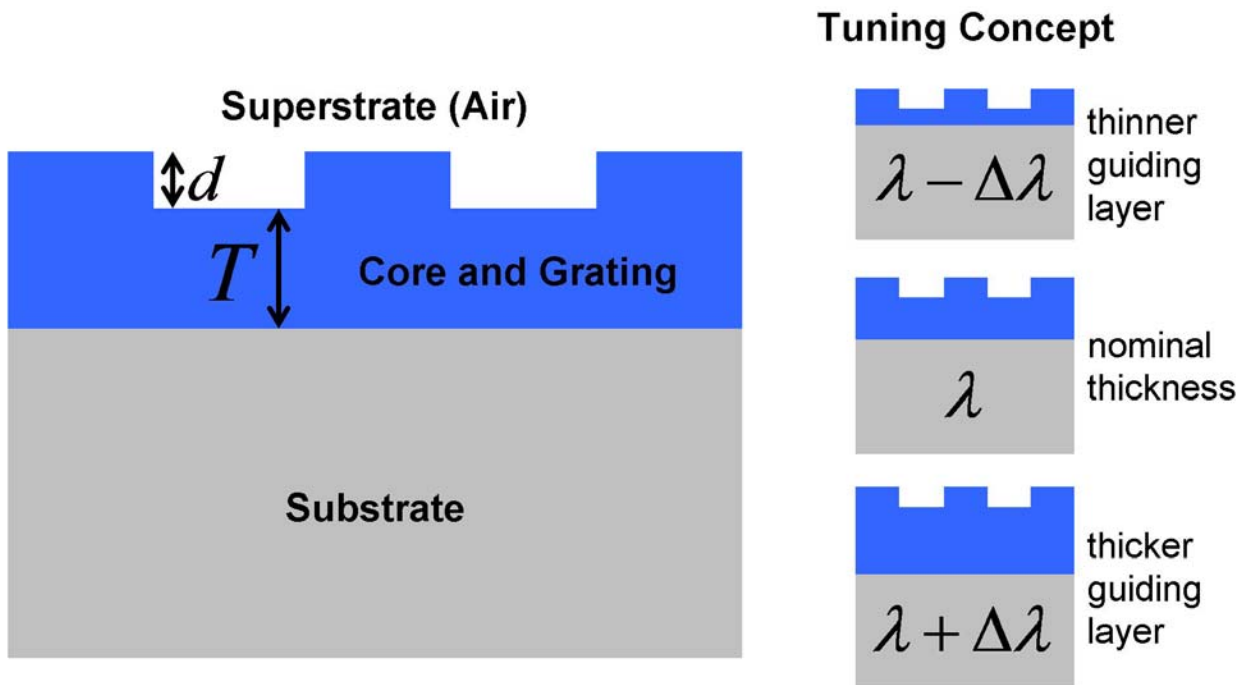 Tuning Concept
Superstrate (Air)
d
T
Core and Grating
Substrate
thinner
guiding
layer
λ − Δλ
nominal
thickness
λ
thicker
guiding
layer
λ + Δλ